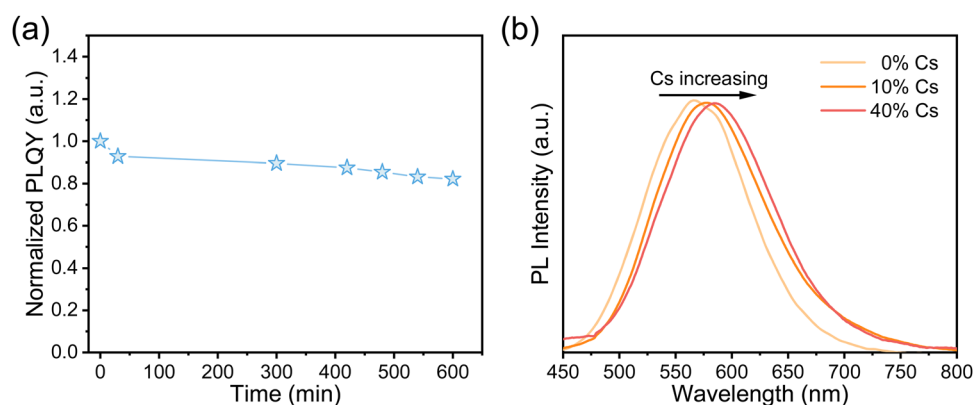 (a)
Normalized PLQY (a.u.)
1.4
1.2
1.0
0.8
0.6
0.4
0.2
0.0
0 100 200 300 400 500 600
Time (min)
(b)
PL Intensity (a.u.)
Cs increasing
0% Cs
10% Cs
40% Cs
450 500 550 600 650 700 750 800
Wavelength (nm)